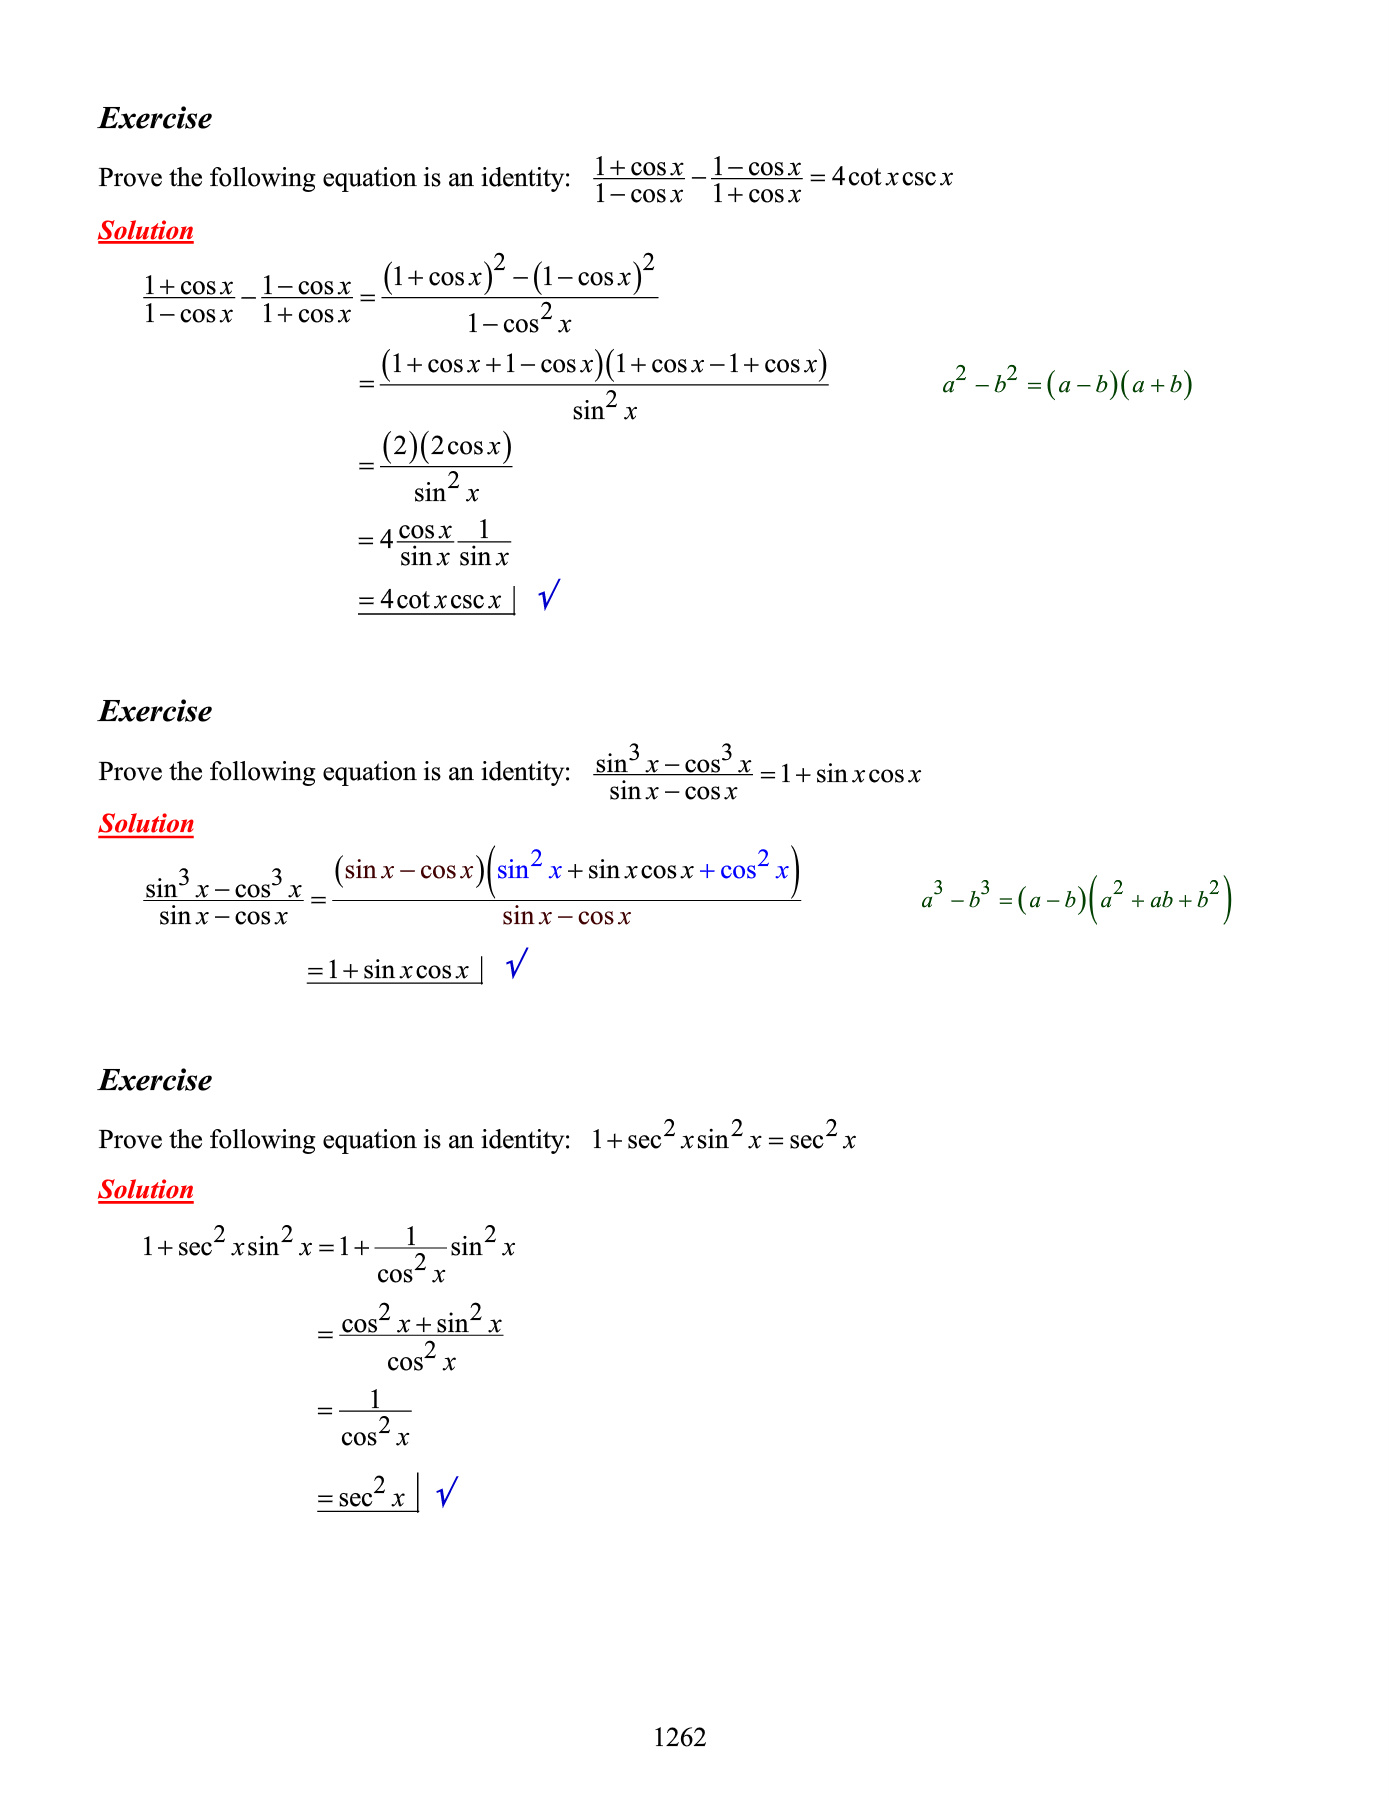 Exercise
Prove the following equation is an identity: \frac{1+\cos x}{1-\cos x} - \frac{1-\cos x}{1+\cos x} = 4\cot x\csc x
Solution
\frac{1+\cos x}{1-\cos x} - \frac{1-\cos x}{1+\cos x} = \frac{(1+\cos x)^2 - (1-\cos x)^2}{1-\cos^2 x}
= \frac{(1+\cos x+1-\cos x)(1+\cos x-1+\cos x)}{\sin^2 x} a^2 - b^2 = (a-b)(a+b)
= \frac{(2)(2\cos x)}{\sin^2 x}
= 4\frac{\cos x}{\sin x}\frac{1}{\sin x}
= 4\cot x\csc x | √
Exercise
Prove the following equation is an identity: \frac{\sin^3 x - \cos^3 x}{\sin x - \cos x} = 1 + \sin x\cos x
Solution
\frac{\sin^3 x - \cos^3 x}{\sin x - \cos x} = \frac{(\sin x - \cos x)(\sin^2 x + \sin x\cos x + \cos^2 x)}{\sin x - \cos x} a^3 - b^3 = (a-b)(a^2 + ab + b^2)
= 1 + \sin x\cos x | √
Exercise
Prove the following equation is an identity: 1 + \sec^2 x\sin^2 x = \sec^2 x
Solution
1 + \sec^2 x\sin^2 x = 1 + \frac{1}{\cos^2 x}\sin^2 x
= \frac{\cos^2 x + \sin^2 x}{\cos^2 x}
= \frac{1}{\cos^2 x}
= \sec^2 x | √
1262